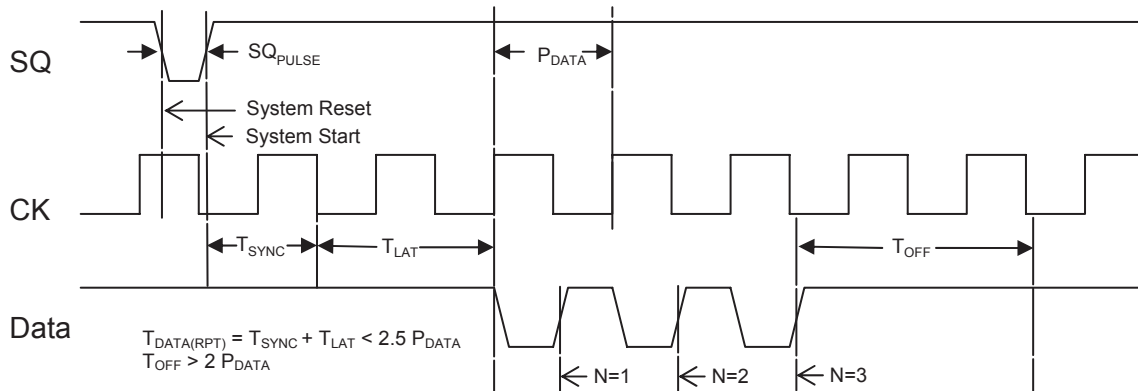 SQ
SQPULSE
PDATA
System Reset
System Start
CK
TSYNC
TLAT
TOFF
Data
TDATA(RPT) = TSYNC + TLAT < 2.5 PDATA
TOFF > 2 PDATA
N=1
N=2
N=3